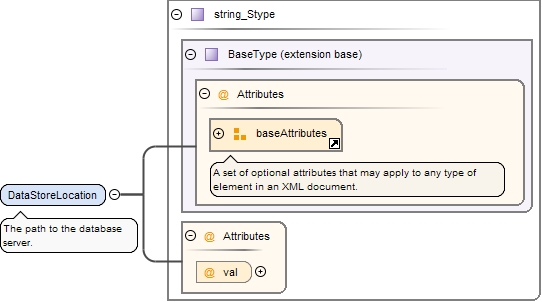 string_Stype
BaseType (extension base)
@ Attributes
baseAttributes
A set of optional attributes that may apply to any type of
element in an XML document.
DataStoreLocation
The path to the database
server.
@ Attributes
@ val